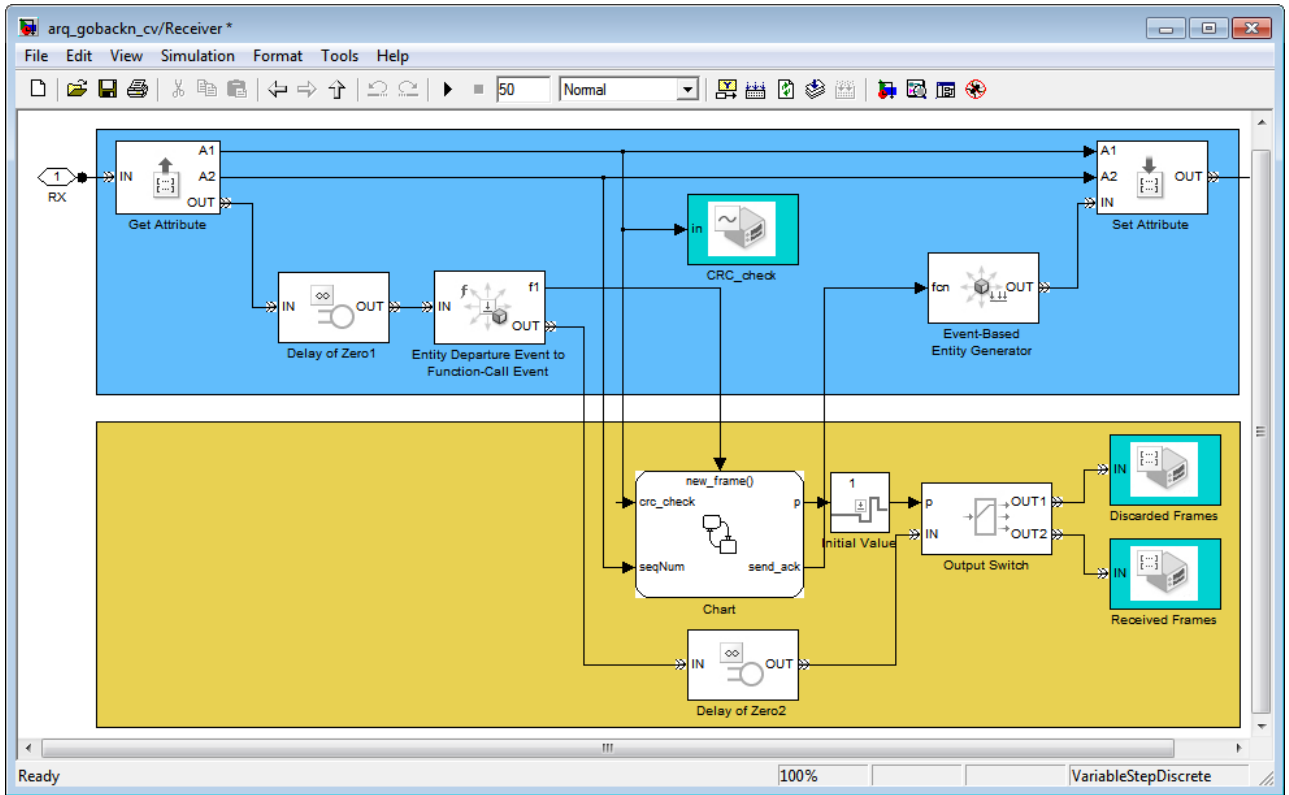 arq_gobackn_cv/Receiver *
File Edit View Simulation Format Tools Help
50 Normal
1
RX
IN A1
A2
OUT
Get Attribute
A1
A2 OUT
IN
Set Attribute
in
CRC_check
IN OUT
Delay of Zero1
IN f1
OUT
Entity Departure Event to
Function-Call Event
fcn OUT
Event-Based
Entity Generator
new_frame()
crc_check p
seqNum send_ack
Chart
1
Initial Value
p OUT1
IN OUT2
Output Switch
IN
Discarded Frames
IN
Received Frames
IN OUT
Delay of Zero2
Ready 100% VariableStepDiscrete